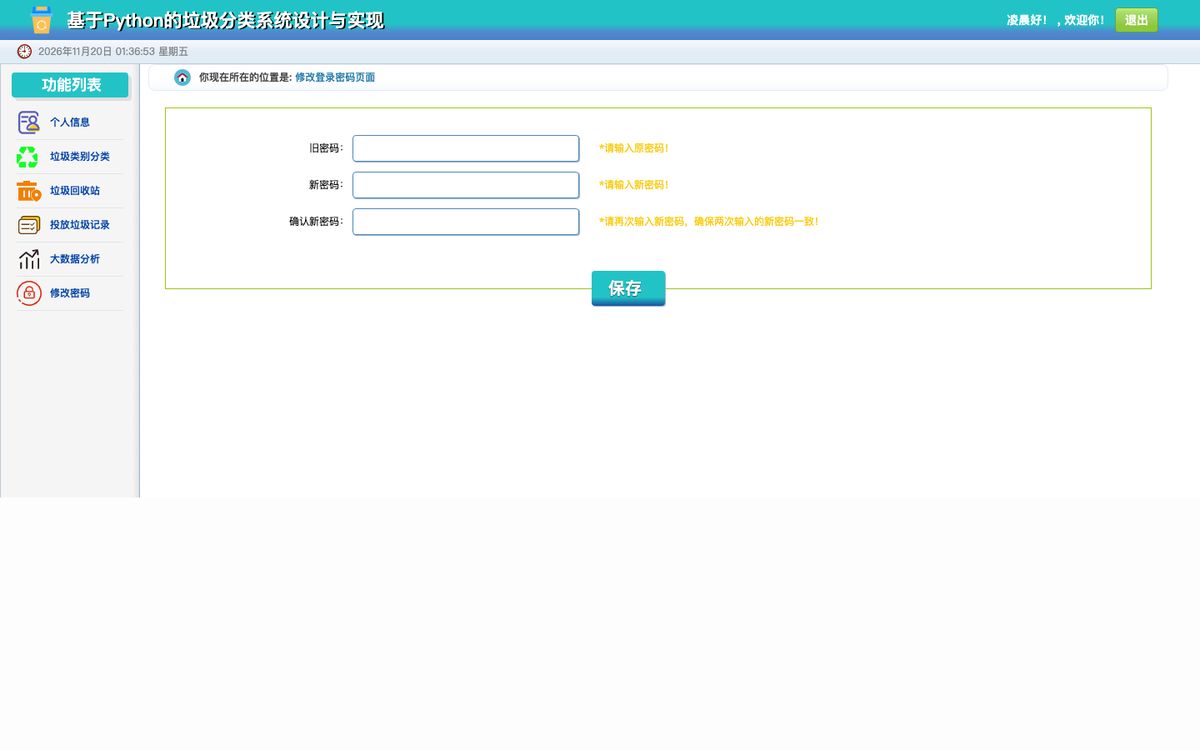 基于Python的垃圾分类系统设计与实现
凌晨好！，欢迎你！ 退出
2026年11月20日 01:36:53 星期五
功能列表
个人信息
垃圾类别分类
垃圾回收站
投放垃圾记录
大数据分析
修改密码
你现在所在的位置是: 修改登录密码页面
旧密码： *请输入原密码！
新密码： *请输入新密码！
确认新密码： *请再次输入新密码，确保两次输入的新密码一致！
保存